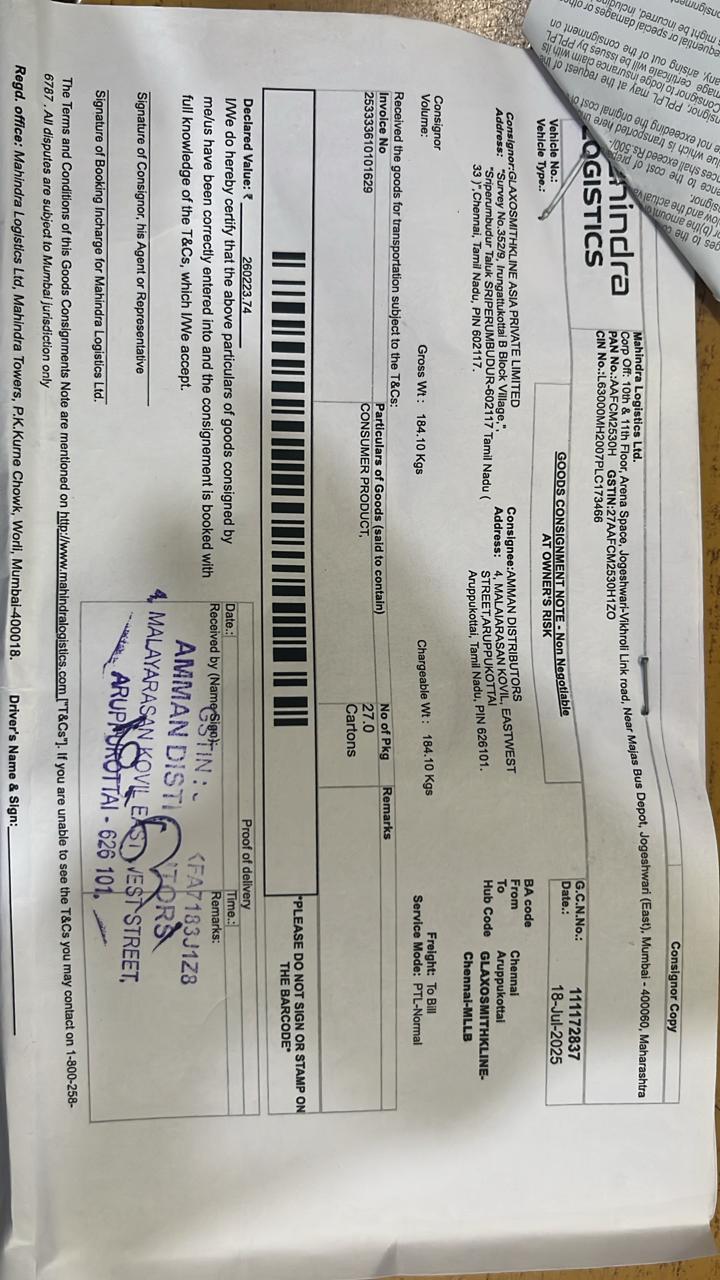 Consignor Copy
LOGISTICS
Mahindra Logistics Ltd.
Corp Off: 10th & 11th Floor, Arena Space, Jogeshwari-Vikhroli Link road, Near Majas Bus Depot, Jogeshwari (East), Mumbai - 400060, Maharashtra
PAN No.:AAFCM2530H GSTIN:27AAFCM2530H1ZO
CIN No.:L63000MH2007PLC173466
Vehicle No.:
Vehicle Type.:
GOODS CONSIGNMENT NOTE - Non Negotiable
AT OWNER'S RISK
G.C.N.No.: 111172837
Date.: 18-Jul-2025
Consignor:GLAXOSMITHKLINE ASIA PRIVATE LIMITED
Address: "Survey No.352/9, Irungattukottai B Block Village,",
"Sriperumbudur Taluk SRIPERUMBUDUR-602117 Tamil Nadu (
33 )",Chennai, Tamil Nadu, PIN 602117.
Consignee:AMMAN DISTRIBUTORS
Address: 4, MALAIARASAN KOVIL, EASTWEST
STREET,ARUPPUKOTTAI
Aruppukottai, Tamil Nadu, PIN 626101.
BA code
From Chennai
To Aruppukottai
Hub Code GLAXOSMITHKLINE-
Chennai-MLLB
Consignor
Volume:
Gross Wt : 184.10 Kgs
Chargeable Wt : 184.10 Kgs
Freight: To Bill
Service Mode: PTL-Normal
Received the goods for transportation subject to the T&Cs:
Invoice No Particulars of Goods (said to contain) No of Pkg Remarks
25333610101629 CONSUMER PRODUCT, 27.0
Cartons
"PLEASE DO NOT SIGN OR STAMP ON
THE BARCODE"
Declared Value: ₹ 260223.74
I/We do hereby certify that the above particulars of goods consigned by
me/us have been correctly entered into and the consignement is booked with
full knowledge of the T&Cs, which I/We accept.
Signature of Consignor, his Agent or Representative
Signature of Booking Incharge for Mahindra Logistics Ltd.
Proof of delivery
Date.: Time.:
Received by (Name Sign): Remarks:
GSTIN : FA7183J1Z8
AMMAN DISTI TORS
4, MALAYARASAN KOVIL EAST WEST STREET,
ARUPPUKOTTAI - 626 101.
The Terms and Conditions of this Goods Consignments Note are mentioned on http://www.mahindralogistics.com ["T&Cs"]. If you are unable to see the T&Cs you may contact on 1-800-258-
6787 .All disputes are subject to Mumbai jurisdiction only
Regd. office: Mahindra Logistics Ltd, Mahindra Towers, P.K.Kurne Chowk, Worli, Mumbai-400018. Driver's Name & Sign: